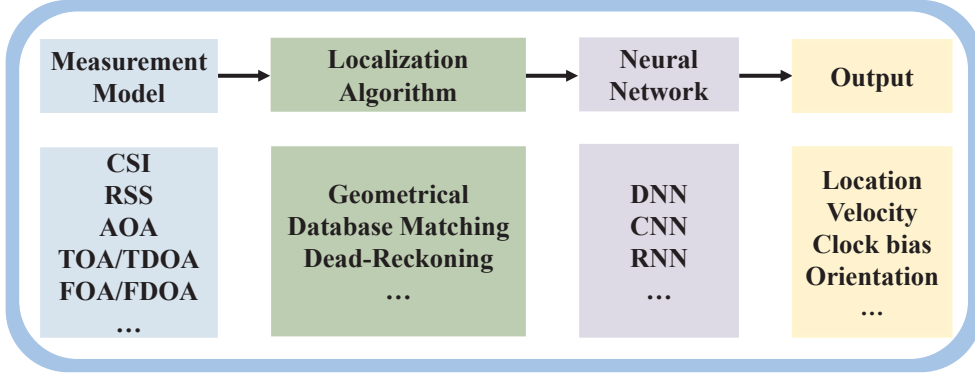 Measurement
Model
Localization
Algorithm
Neural
Network
Output
CSI
RSS
AOA
TOA/TDOA
FOA/FDOA
...
Geometrical
Database Matching
Dead-Reckoning
...
DNN
CNN
RNN
...
Location
Velocity
Clock bias
Orientation
...